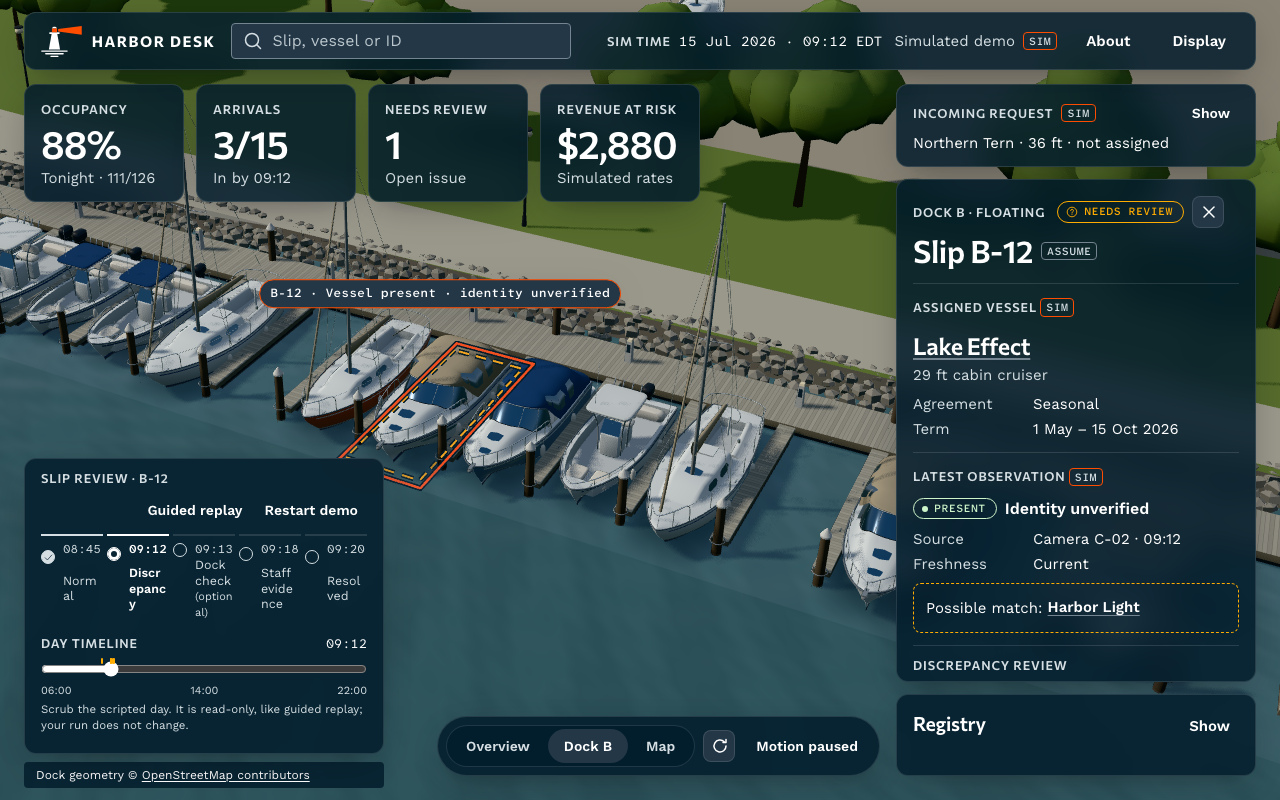 HARBOR DESK
Slip, vessel or ID
SIM TIME 15 Jul 2026 · 09:12 EDT
Simulated demo SIM
About
Display
OCCUPANCY
88%
Tonight · 111/126
ARRIVALS
3/15
In by 09:12
NEEDS REVIEW
1
Open issue
REVENUE AT RISK
$2,880
Simulated rates
INCOMING REQUEST SIM
Show
Northern Tern · 36 ft · not assigned
DOCK B · FLOATING
NEEDS REVIEW
Slip B-12 ASSUME
ASSIGNED VESSEL SIM
Lake Effect
29 ft cabin cruiser
Agreement Seasonal
Term 1 May – 15 Oct 2026
LATEST OBSERVATION SIM
PRESENT Identity unverified
Source Camera C-02 · 09:12
Freshness Current
Possible match: Harbor Light
DISCREPANCY REVIEW
Registry
Show
B-12 · Vessel present · identity unverified
SLIP REVIEW · B-12
Guided replay
Restart demo
08:45
Norm
al
09:12
Discr
epanc
y
09:13
Dock
check
(option
al)
09:18
Staff
evide
nce
09:20
Resol
ved
DAY TIMELINE
09:12
06:00
14:00
22:00
Scrub the scripted day. It is read-only, like guided replay;
your run does not change.
Dock geometry © OpenStreetMap contributors
Overview
Dock B
Map
Motion paused